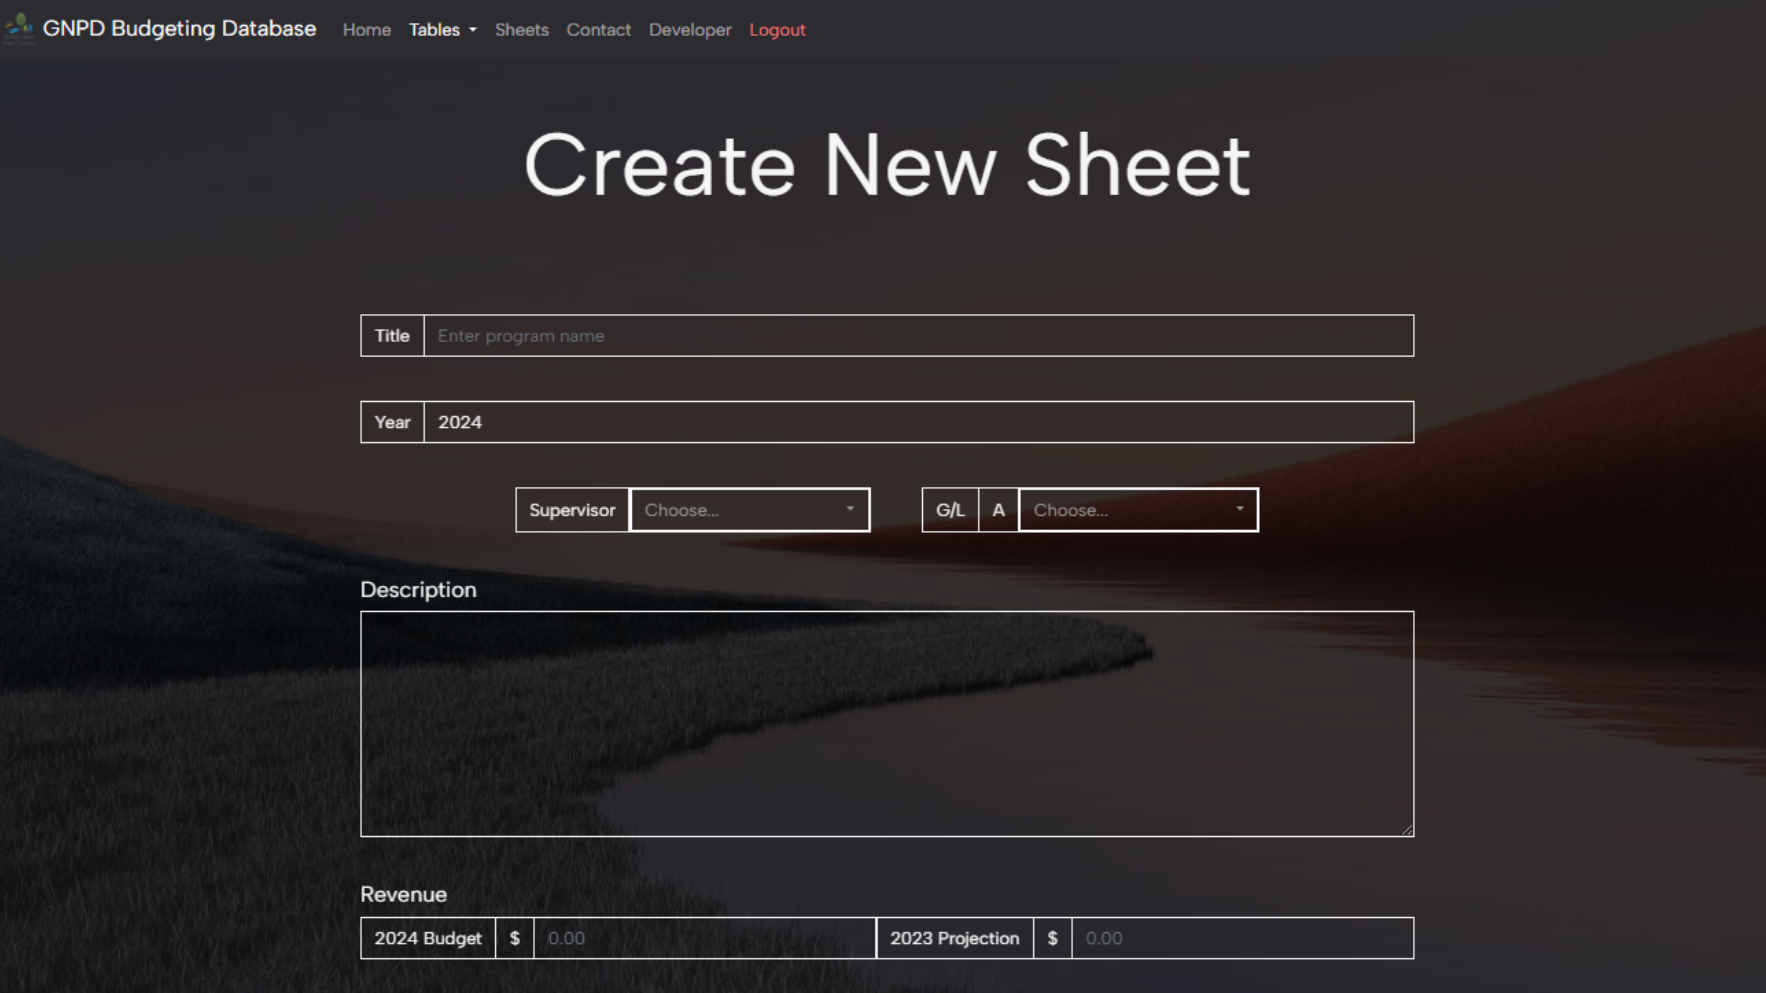 GNPD Budgeting Database Home Tables Sheets Contact Developer Logout
Create New Sheet
Title Enter program name
Year 2024
Supervisor Choose... G/L A Choose...
Description
Revenue
2024 Budget $ 0.00 2023 Projection $ 0.00